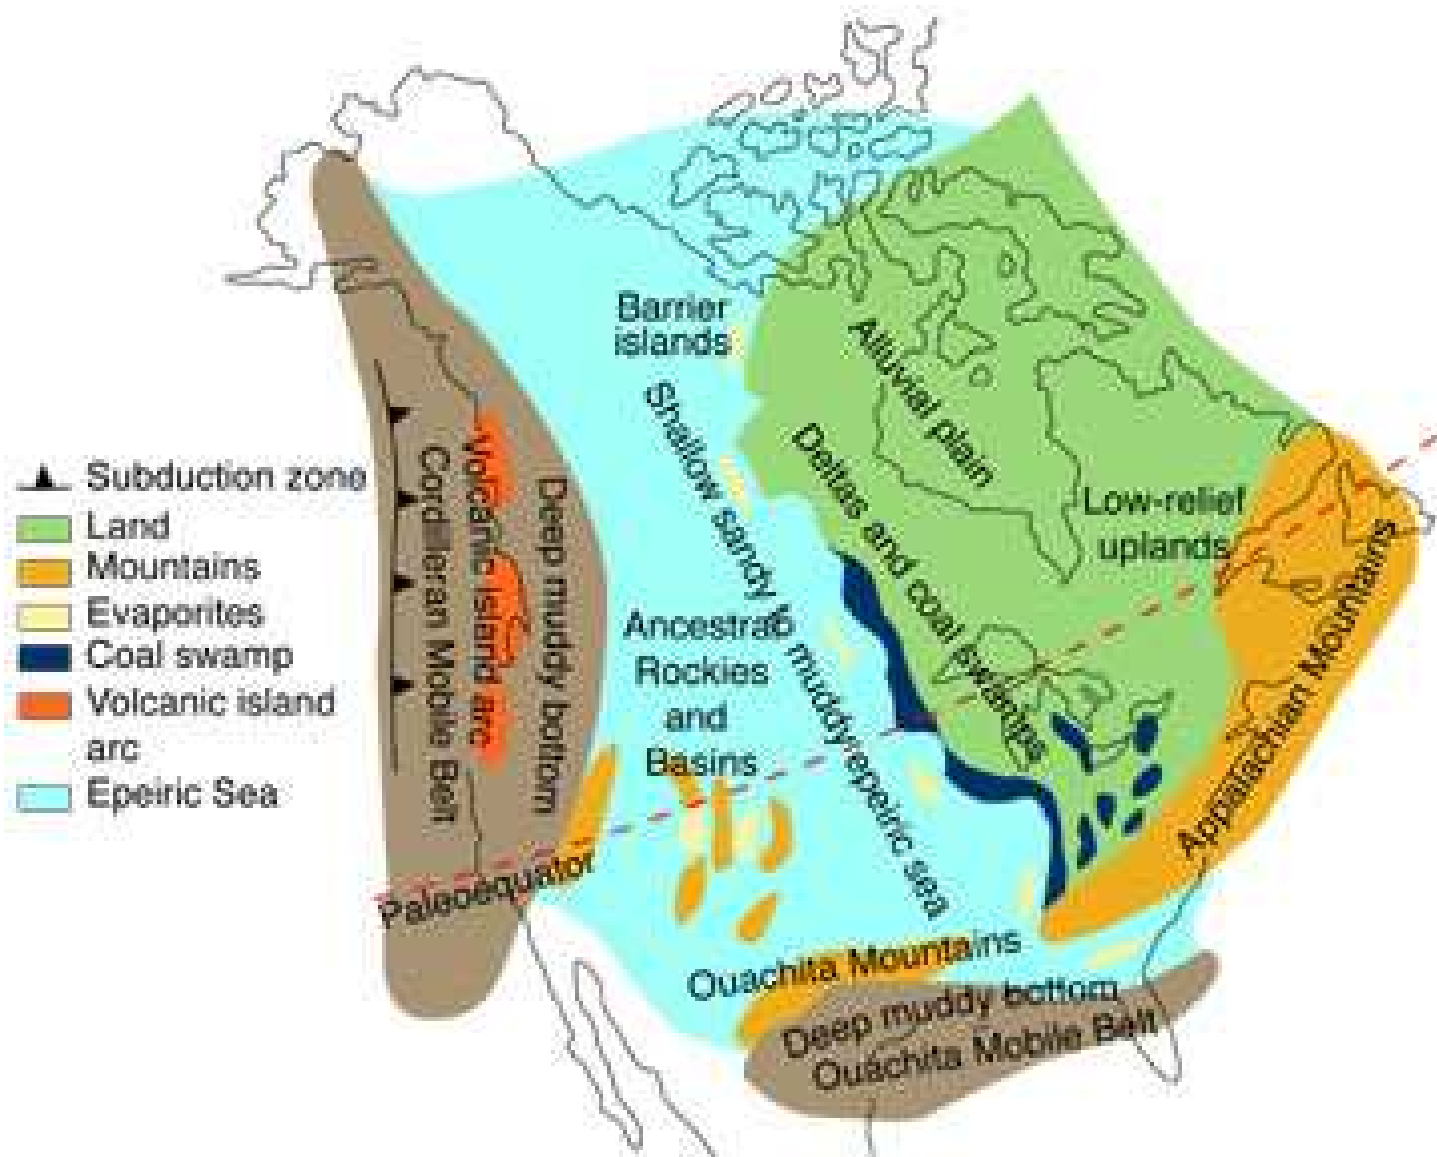 Barrier
islands
Alluvial plain
Shallow sandy & muddy epeiric sea
Deltas and coal swamps
Low-relief
uplands
Subduction zone
Land
Mountains
Evaporites
Coal swamp
Volcanic island
arc
Epeiric Sea
Cordilleran Mobile Belt
Volcanic island arc
Deep muddy bottom
Ancestral
Rockies
and
Basins
Appalachian Mountains
Paleoequator
Ouachita Mountains
Deep muddy bottom
Ouachita Mobile Belt